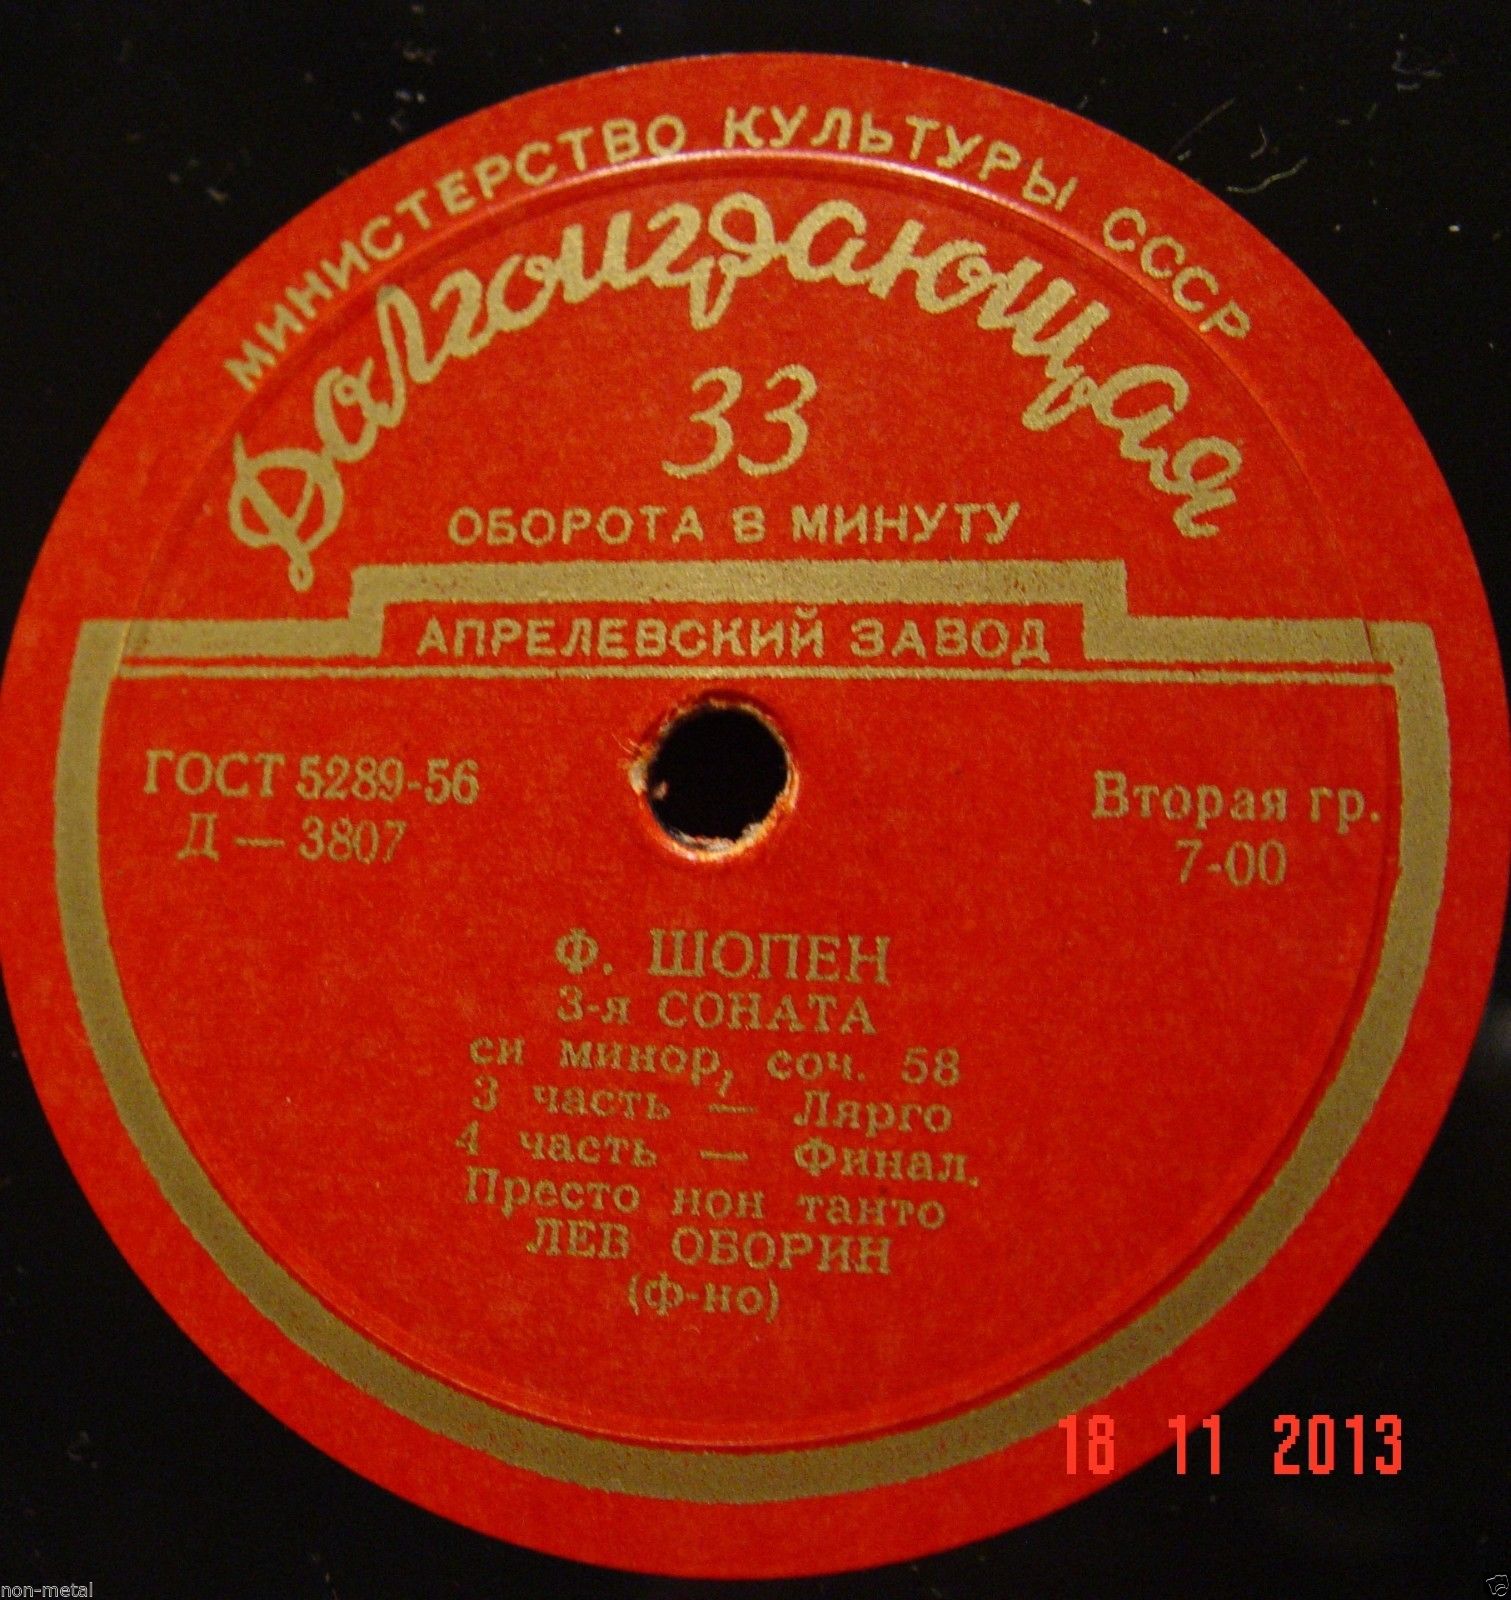 МИНИСТЕРСТВО КУЛЬТУРЫ СССР
Долгоиграющая
33
ОБОРОТА В МИНУТУ
АПРЕЛЕВСКИЙ ЗАВОД
ГОСТ 5289-56
Д — 3807
Вторая гр.
7-00
Ф. ШОПЕН
3-я СОНАТА
си минор, соч. 58
3 часть — Лярго
4 часть — Финал.
Престо нон танто
ЛЕВ ОБОРИН
(ф-но)
18 11 2013
non-metal